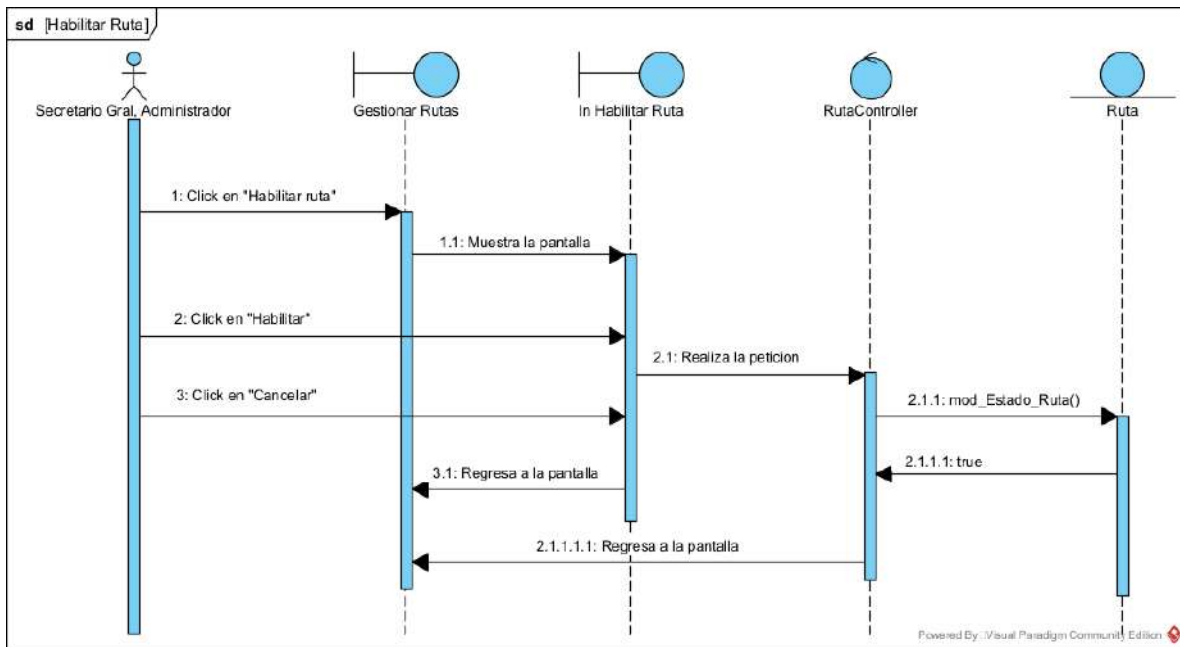 sd [Habilitar Ruta]
Secretario Gral, Administrador
Gestionar Rutas
In Habilitar Ruta
RutaController
Ruta
1: Click en "Habilitar ruta"
1.1: Muestra la pantalla
2: Click en "Habilitar"
2.1: Realiza la peticion
3: Click en "Cancelar"
2.1.1: mod_Estado_Ruta()
2.1.1.1: true
3.1: Regresa a la pantalla
2.1.1.1.1: Regresa a la pantalla
Powered By Visual Paradigm Community Edition